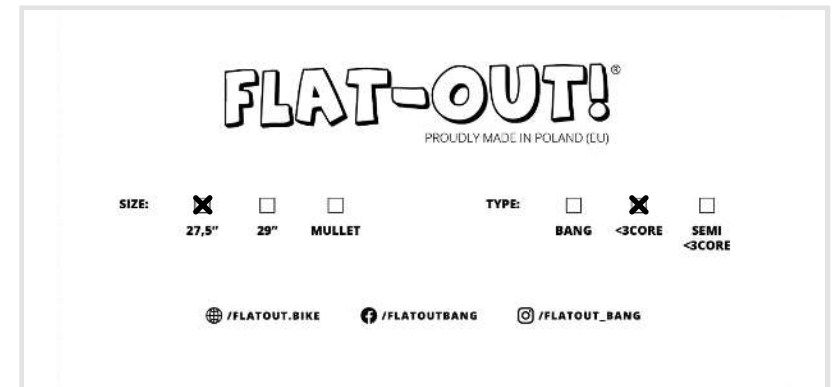 FLAT-OUT!®
PROUDLY MADE IN POLAND (EU)
SIZE:
27,5" 29" MULLET
TYPE:
BANG <3CORE SEMI
<3CORE
/FLATOUT.BIKE /FLATOUTBANG /FLATOUT_BANG